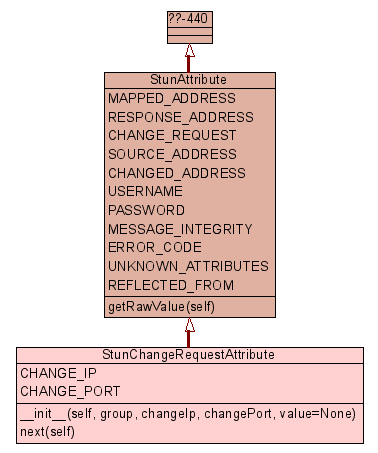 ??-440
StunAttribute
MAPPED_ADDRESS
RESPONSE_ADDRESS
CHANGE_REQUEST
SOURCE_ADDRESS
CHANGED_ADDRESS
USERNAME
PASSWORD
MESSAGE_INTEGRITY
ERROR_CODE
UNKNOWN_ATTRIBUTES
REFLECTED_FROM
getRawValue(self)
StunChangeRequestAttribute
CHANGE_IP
CHANGE_PORT
__init__(self, group, changeIp, changePort, value=None)
next(self)